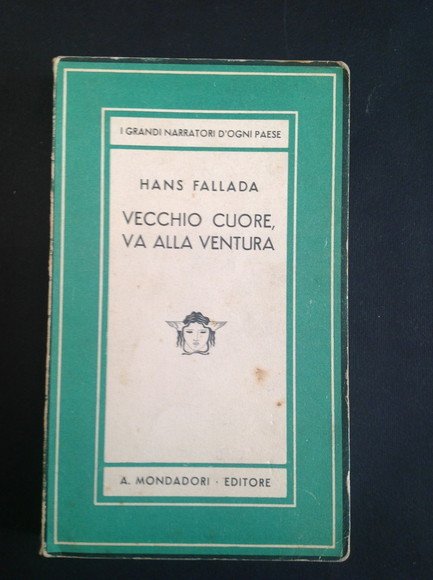 I GRANDI NARRATORI D'OGNI PAESE
HANS FALLADA
VECCHIO CUORE,
VA ALLA VENTURA
A. MONDADORI · EDITORE